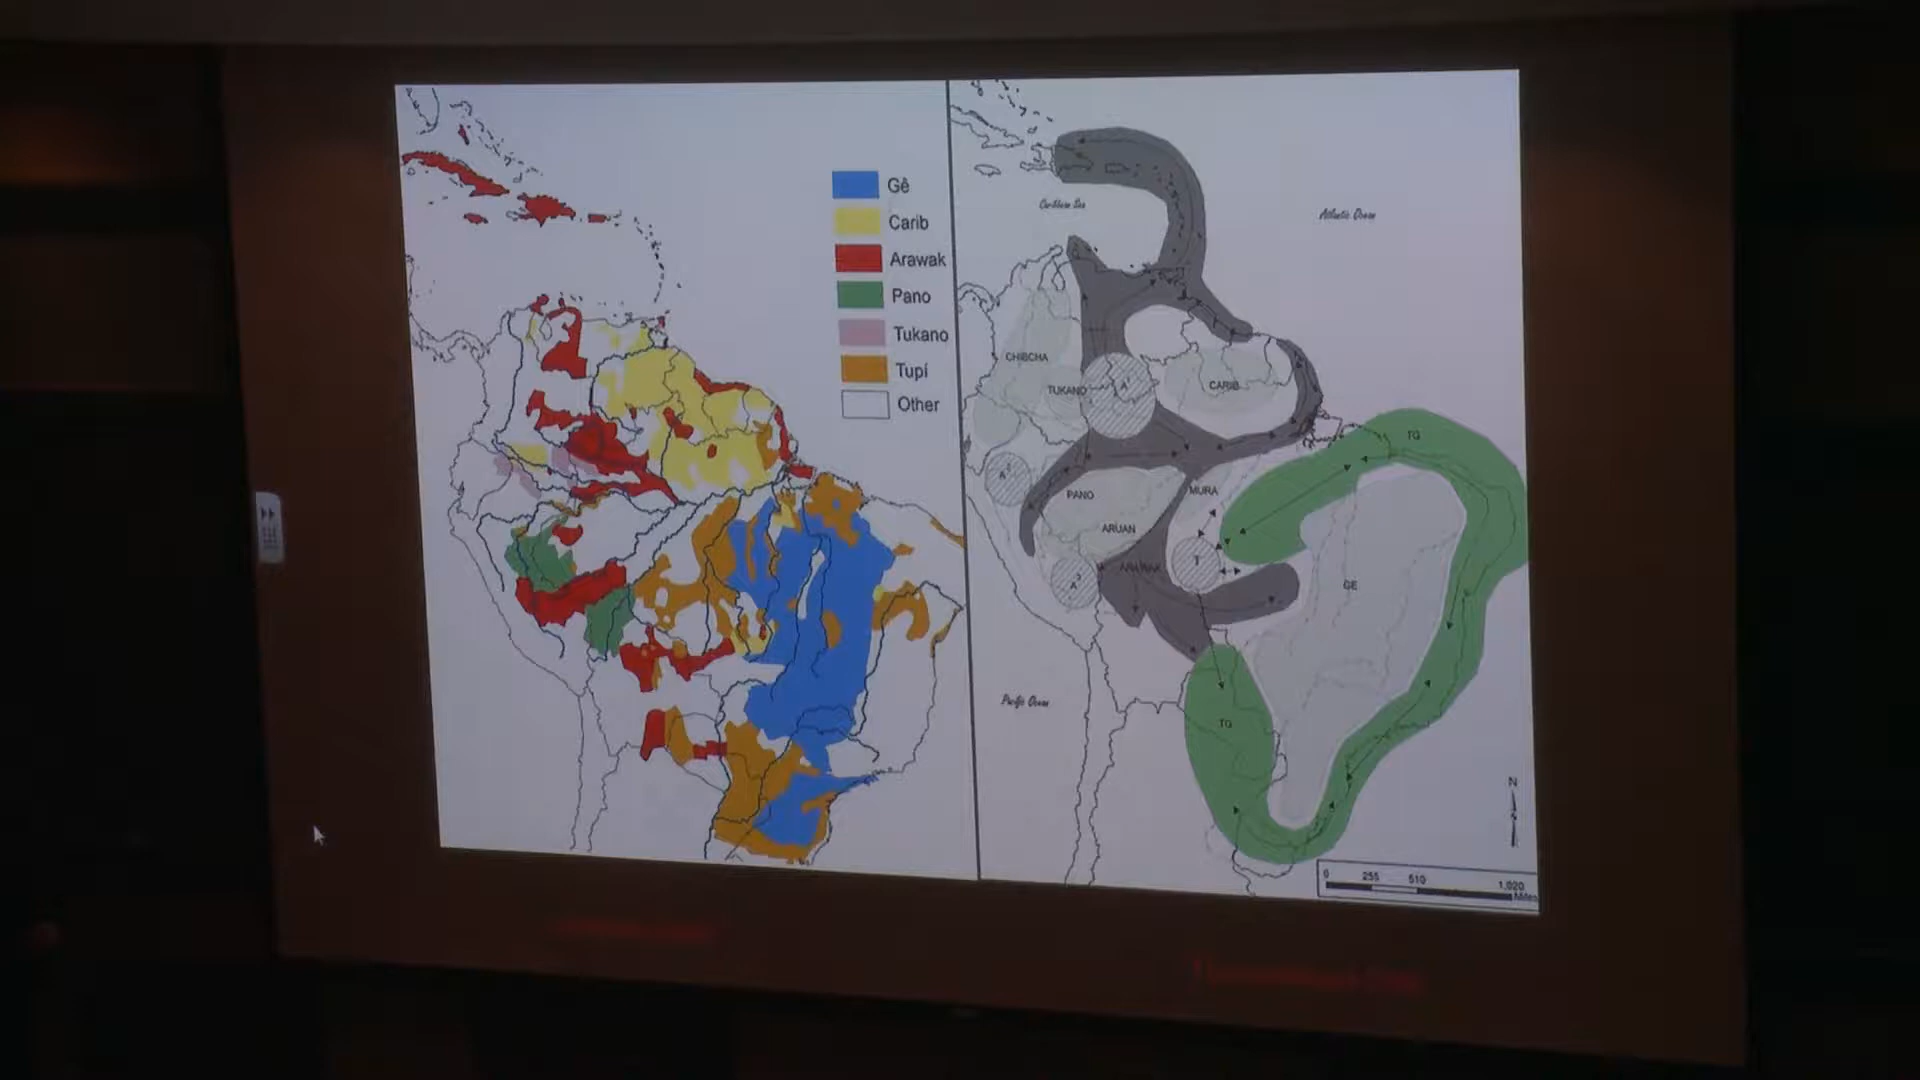 Gê
Carib
Arawak
Pano
Tukano
Tupí
Other
Caribbean Sea
Atlantic Ocean
CHIBCHA
TUKANO
A
CARIB
TG
A
PANO
MURA
ARUAN
T
A
GE
Pacific Ocean
TG
N
0 255 510 1,020
Miles